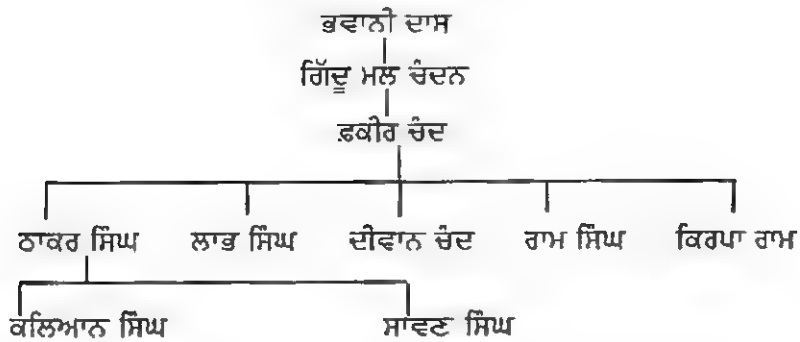 ਭਵਾਨੀ ਦਾਸ
ਗਿੱਦੂ ਮਲ ਚੰਦਨ
ਫ਼ਕੀਰ ਚੰਦ
ਠਾਕਰ ਸਿੰਘ ਲਾਭ ਸਿੰਘ ਦੀਵਾਨ ਚੰਦ ਰਾਮ ਸਿੰਘ ਕਿਰਪਾ ਰਾਮ
ਕਲਿਆਨ ਸਿੰਘ ਸਾਵਣ ਸਿੰਘ